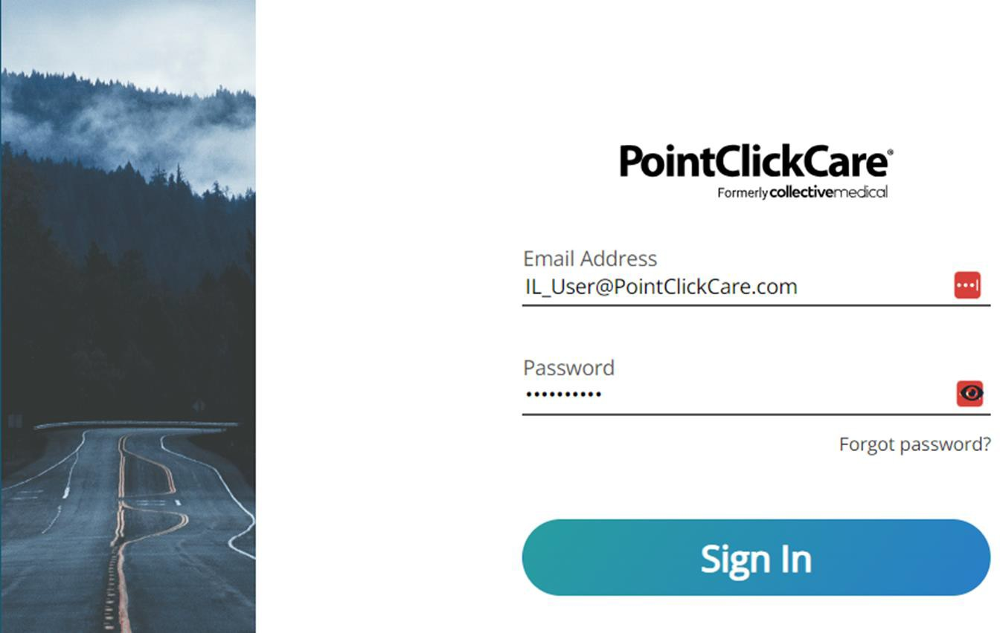 PointClickCare®
Formerly collectivemedical
Email Address
IL_User@PointClickCare.com
Password
••••••••••
Forgot password?
Sign In